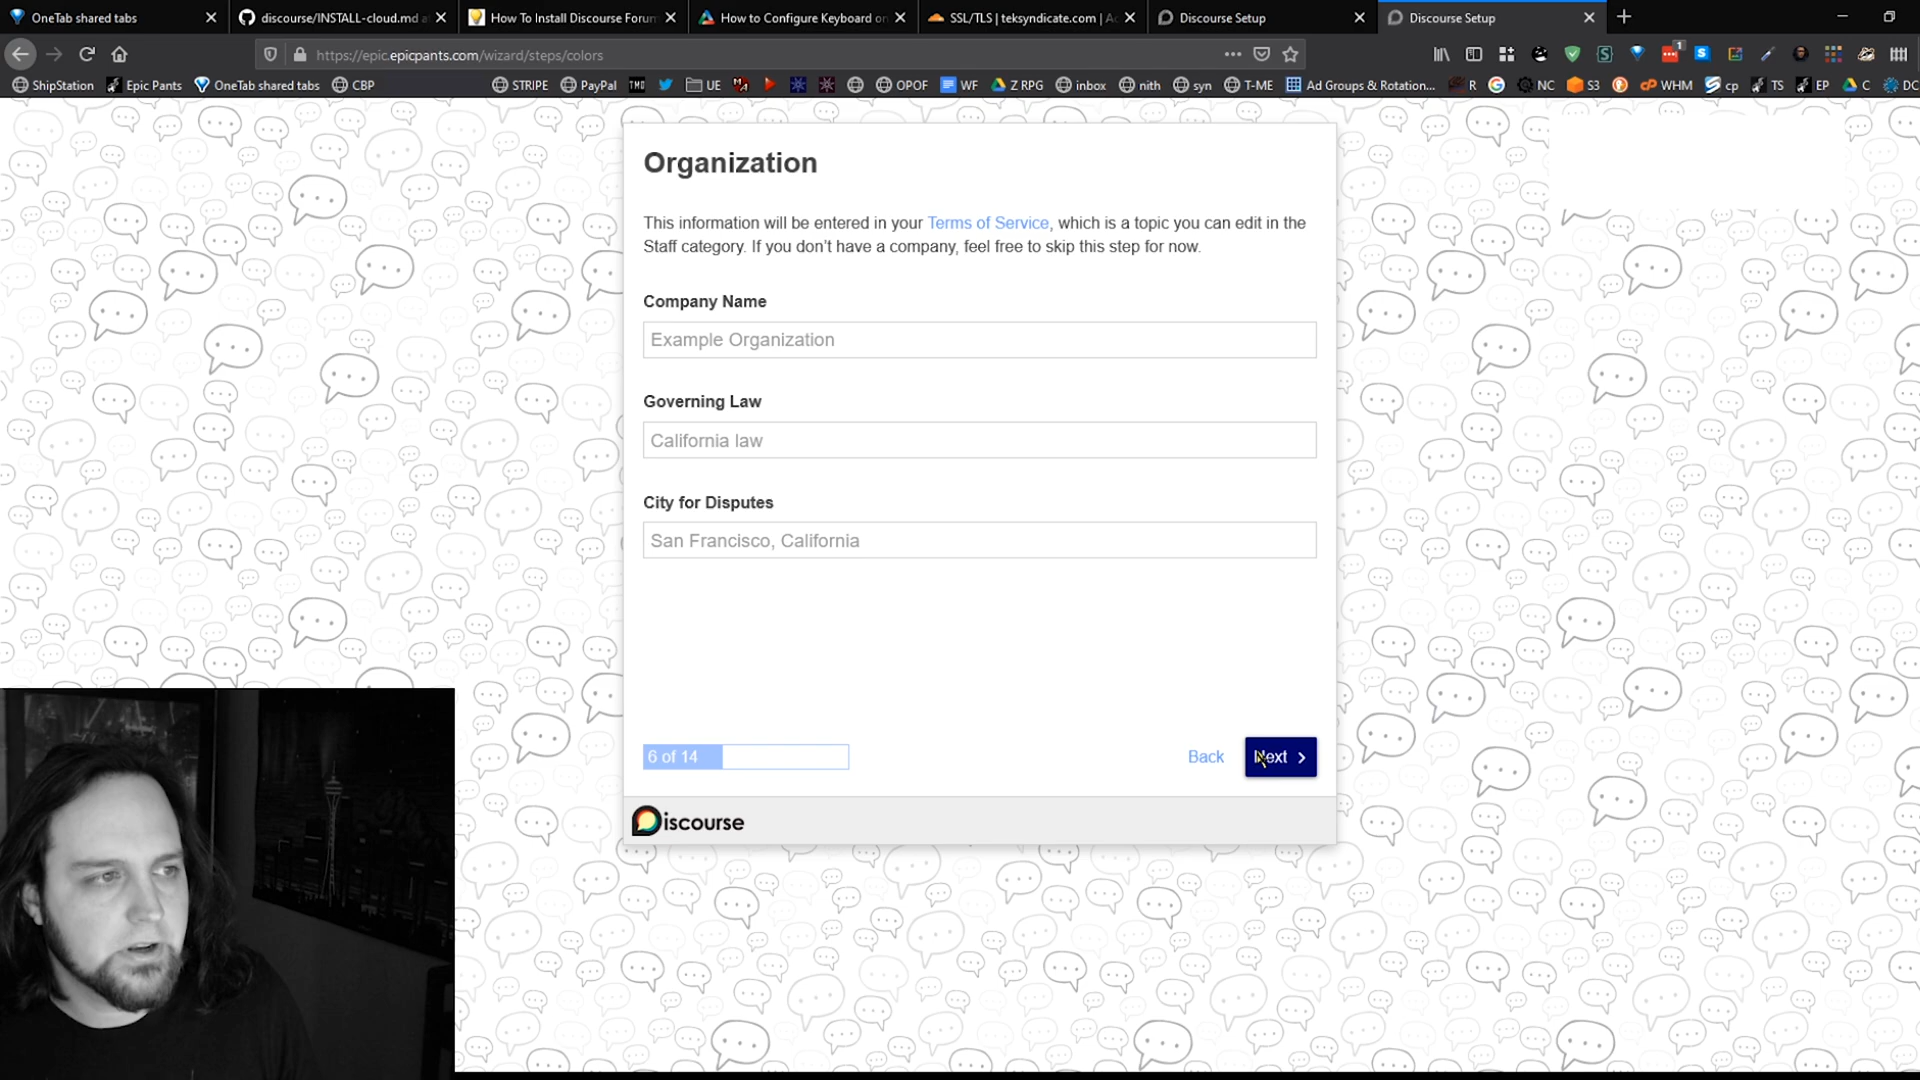 OneTab shared tabs
discourse/INSTALL-cloud.md a
How To Install Discourse Forum
How to Configure Keyboard on
SSL/TLS | teksyndicate.com | Ac
Discourse Setup
Discourse Setup
https://epic.epicpants.com/wizard/steps/colors
1
ShipStation
Epic Pants
OneTab shared tabs
CBP
STRIPE
PayPal
TMD
UE
OPOF
WF
Z RPG
inbox
nith
syn
T-ME
Ad Groups & Rotation...
R
NC
S3
WHM
cp
TS
EP
C
DC
Organization
This information will be entered in your Terms of Service, which is a topic you can edit in the
Staff category. If you don't have a company, feel free to skip this step for now.
Company Name
Example Organization
Governing Law
California law
City for Disputes
San Francisco, California
6 of 14
Back
Next
Discourse